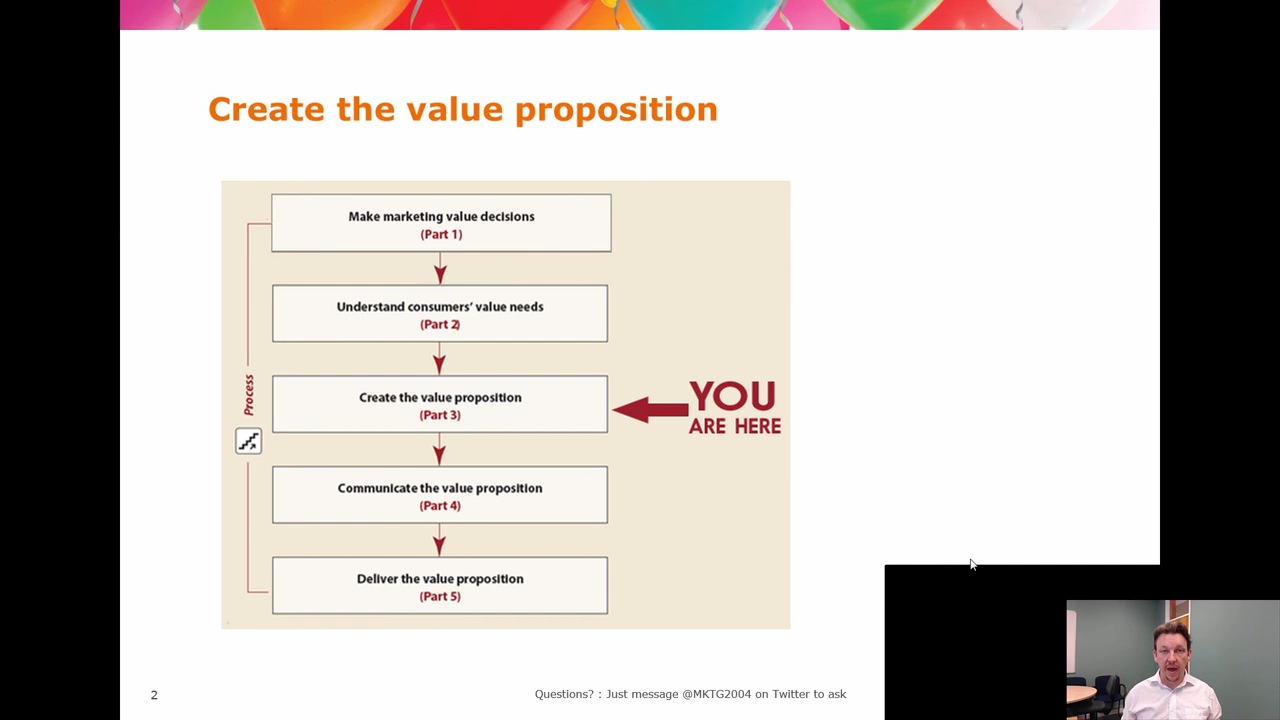 Create the value proposition
Make marketing value decisions
(Part 1)
Understand consumers' value needs
(Part 2)
Process
Create the value proposition
(Part 3)
YOU
ARE HERE
Communicate the value proposition
(Part 4)
Deliver the value proposition
(Part 5)
2
Questions? : Just message @MKTG2004 on Twitter to ask